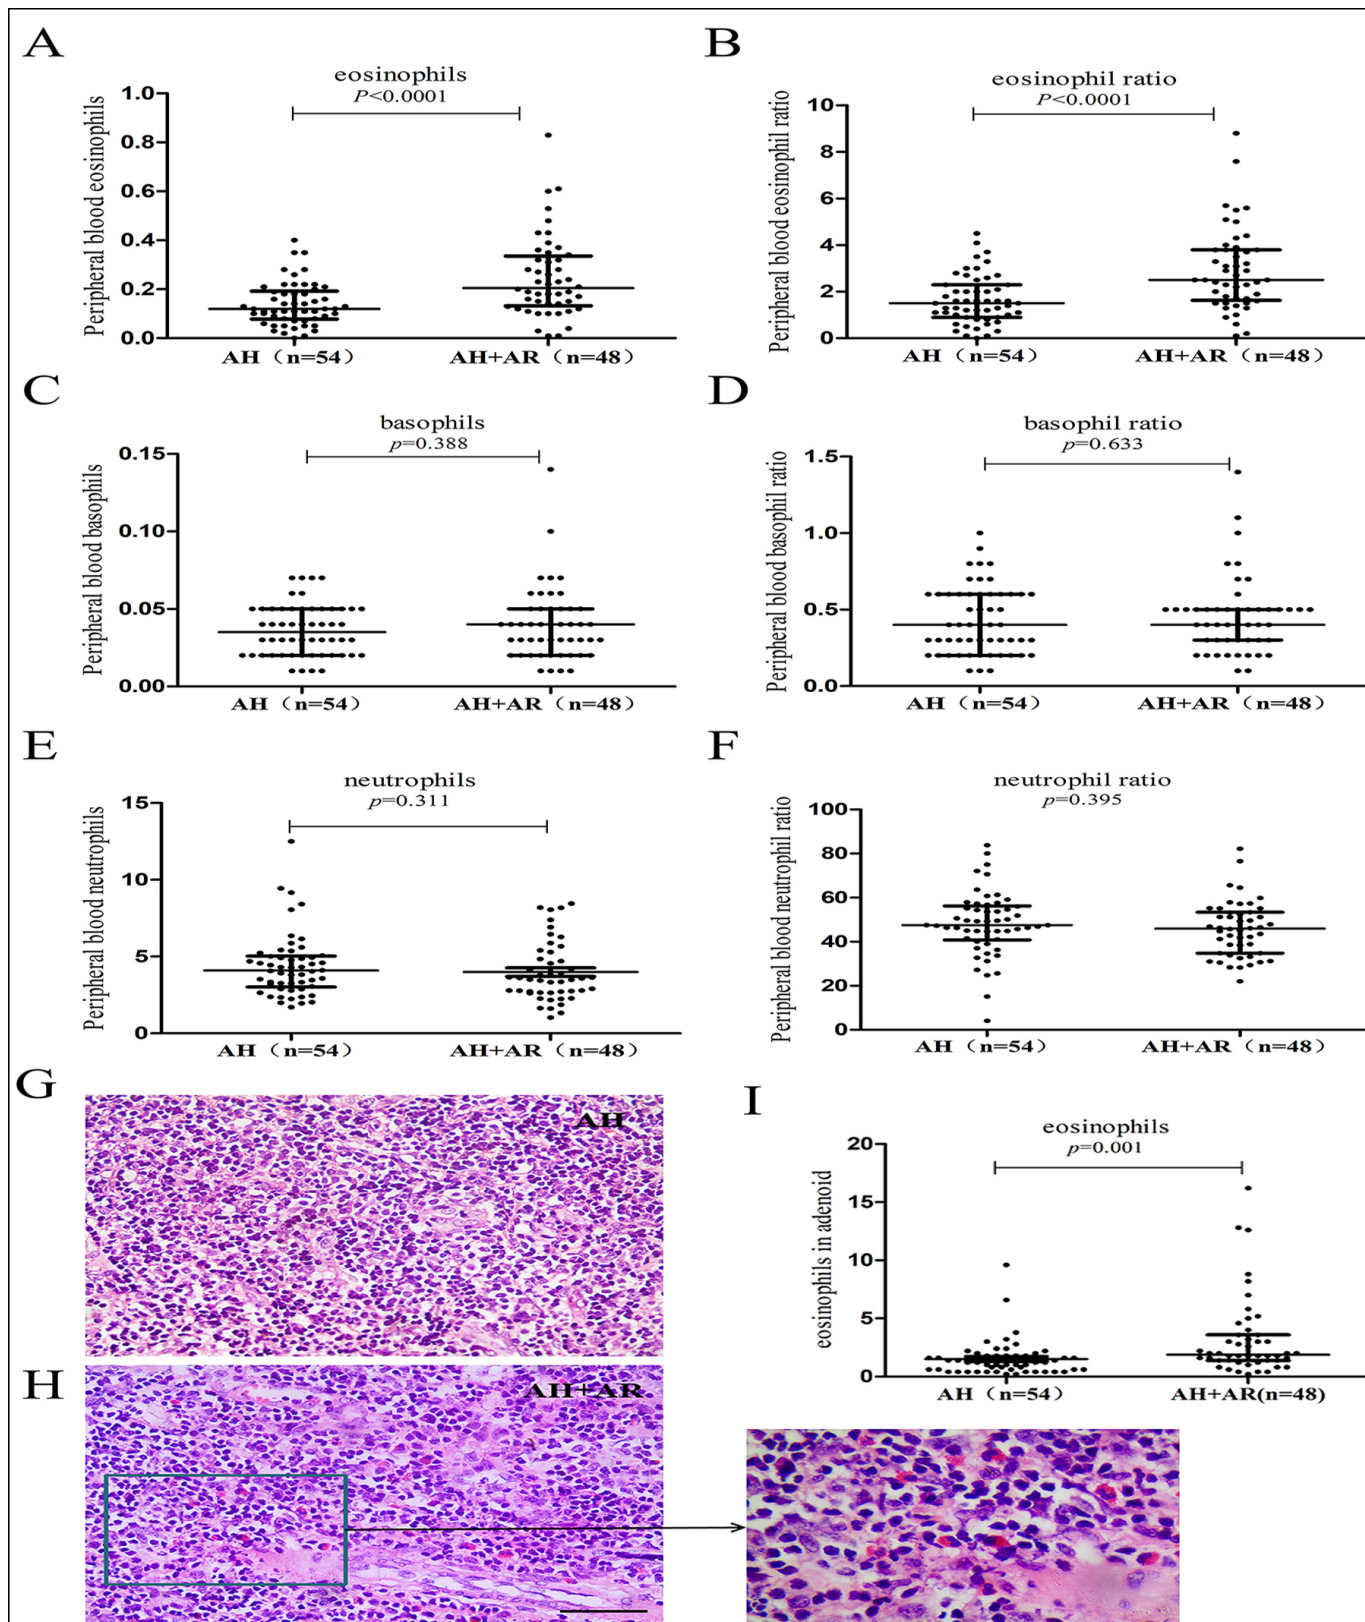 A
eosinophils
P<0.0001
Peripheral blood eosinophils
1.0
0.8
0.6
0.4
0.2
0.0
AH（n=54）
AH+AR（n=48）
B
eosinophil ratio
P<0.0001
Peripheral blood eosinophil ratio
10
8
6
4
2
0
AH（n=54）
AH+AR（n=48）
C
basophils
p=0.388
Peripheral blood basophils
0.15
0.10
0.05
0.00
AH（n=54）
AH+AR（n=48）
D
basophil ratio
p=0.633
Peripheral blood basophil ratio
1.5
1.0
0.5
0.0
AH（n=54）
AH+AR（n=48）
E
neutrophils
p=0.311
Peripheral blood neutrophils
15
10
5
0
AH（n=54）
AH+AR（n=48）
F
neutrophil ratio
p=0.395
Peripheral blood neutrophil ratio
100
80
60
40
20
0
AH（n=54）
AH+AR（n=48）
G
AH
H
AH+AR
I
eosinophils
p=0.001
eosinophils in adenoid
20
15
10
5
0
AH（n=54）
AH+AR(n=48)